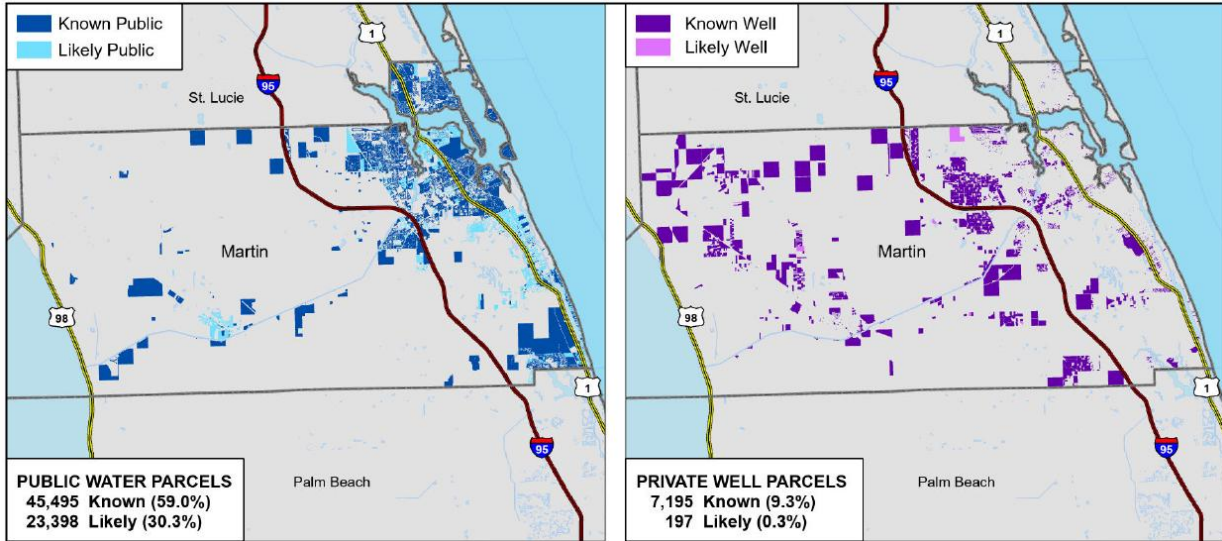 Known Public
Likely Public
1
95
St. Lucie
Martin
98
1
95
Palm Beach
PUBLIC WATER PARCELS
45,495 Known (59.0%)
23,398 Likely (30.3%)
Known Well
Likely Well
1
95
St. Lucie
Martin
98
1
95
Palm Beach
PRIVATE WELL PARCELS
7,195 Known (9.3%)
197 Likely (0.3%)